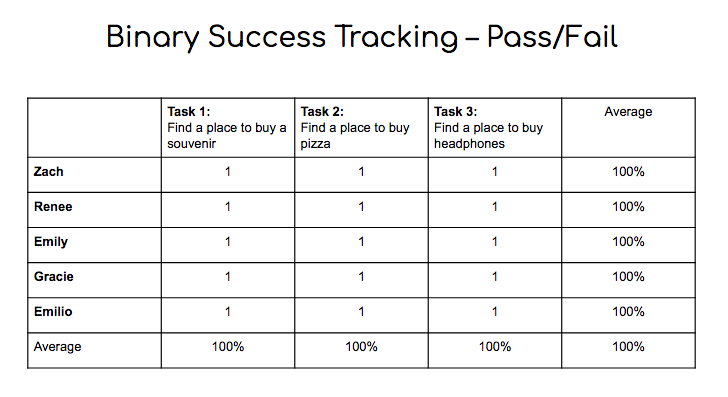 Binary Success Tracking – Pass/Fail
Task 1: Task 2: Task 3: Average
Find a place to buy a Find a place to buy Find a place to buy
souvenir pizza headphones
Zach 1 1 1 100%
Renee 1 1 1 100%
Emily 1 1 1 100%
Gracie 1 1 1 100%
Emilio 1 1 1 100%
Average 100% 100% 100% 100%